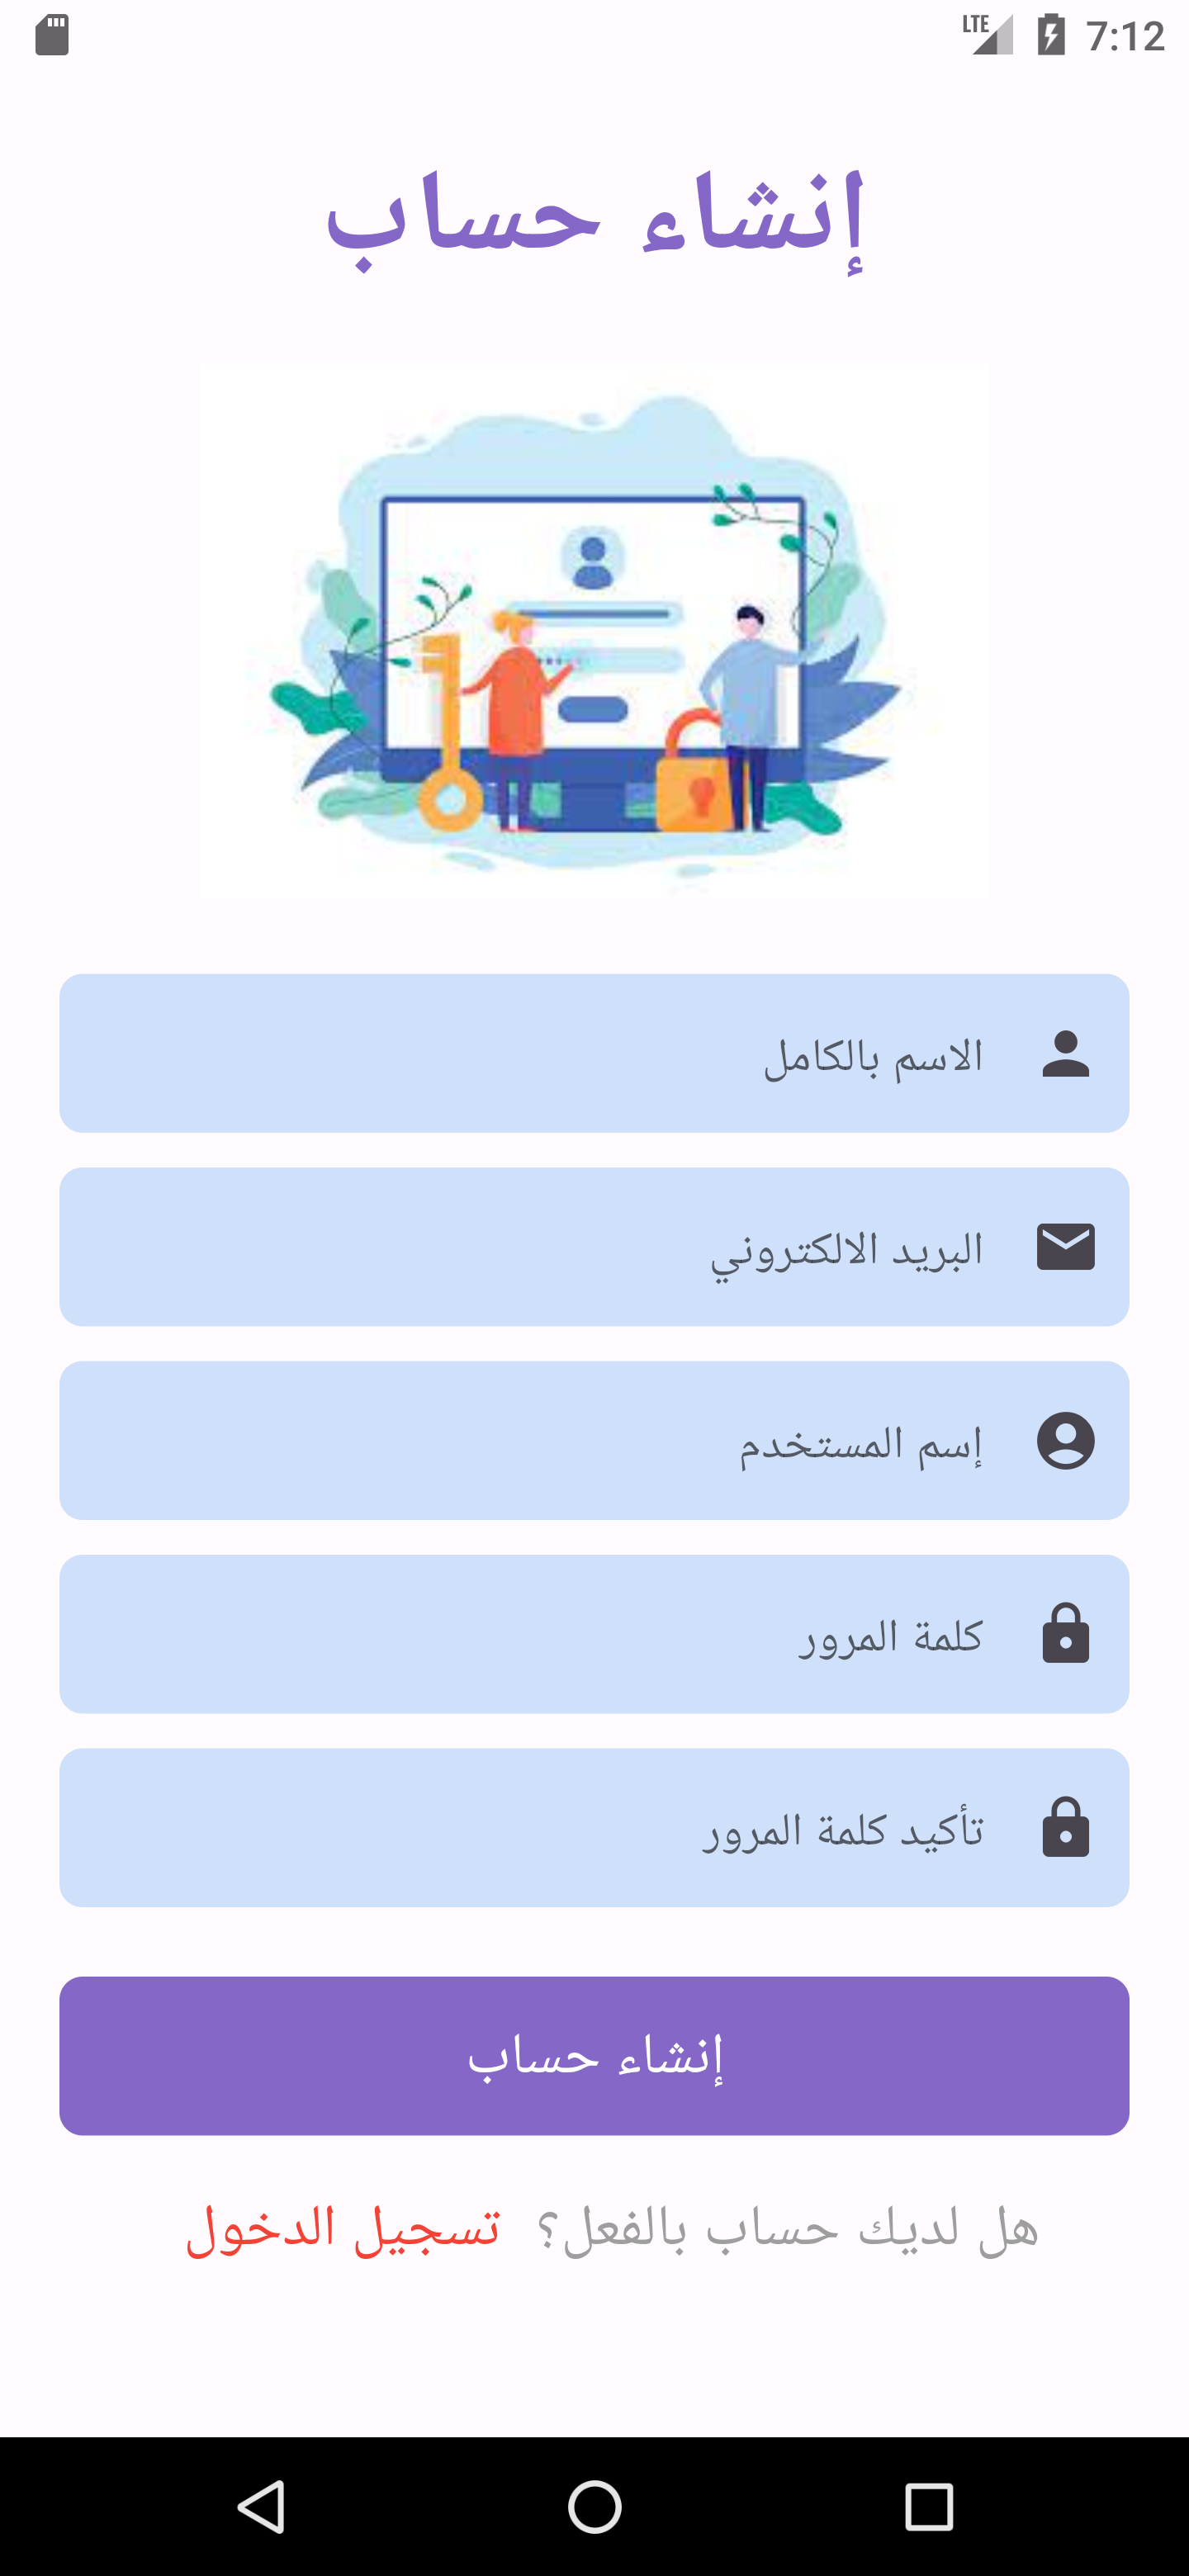 LTE 7:12
إنشاء حساب
الاسم بالكامل
البريد الالكتروني
إسم المستخدم
كلمة المرور
تأكيد كلمة المرور
إنشاء حساب
هل لديك حساب بالفعل؟ تسجيل الدخول